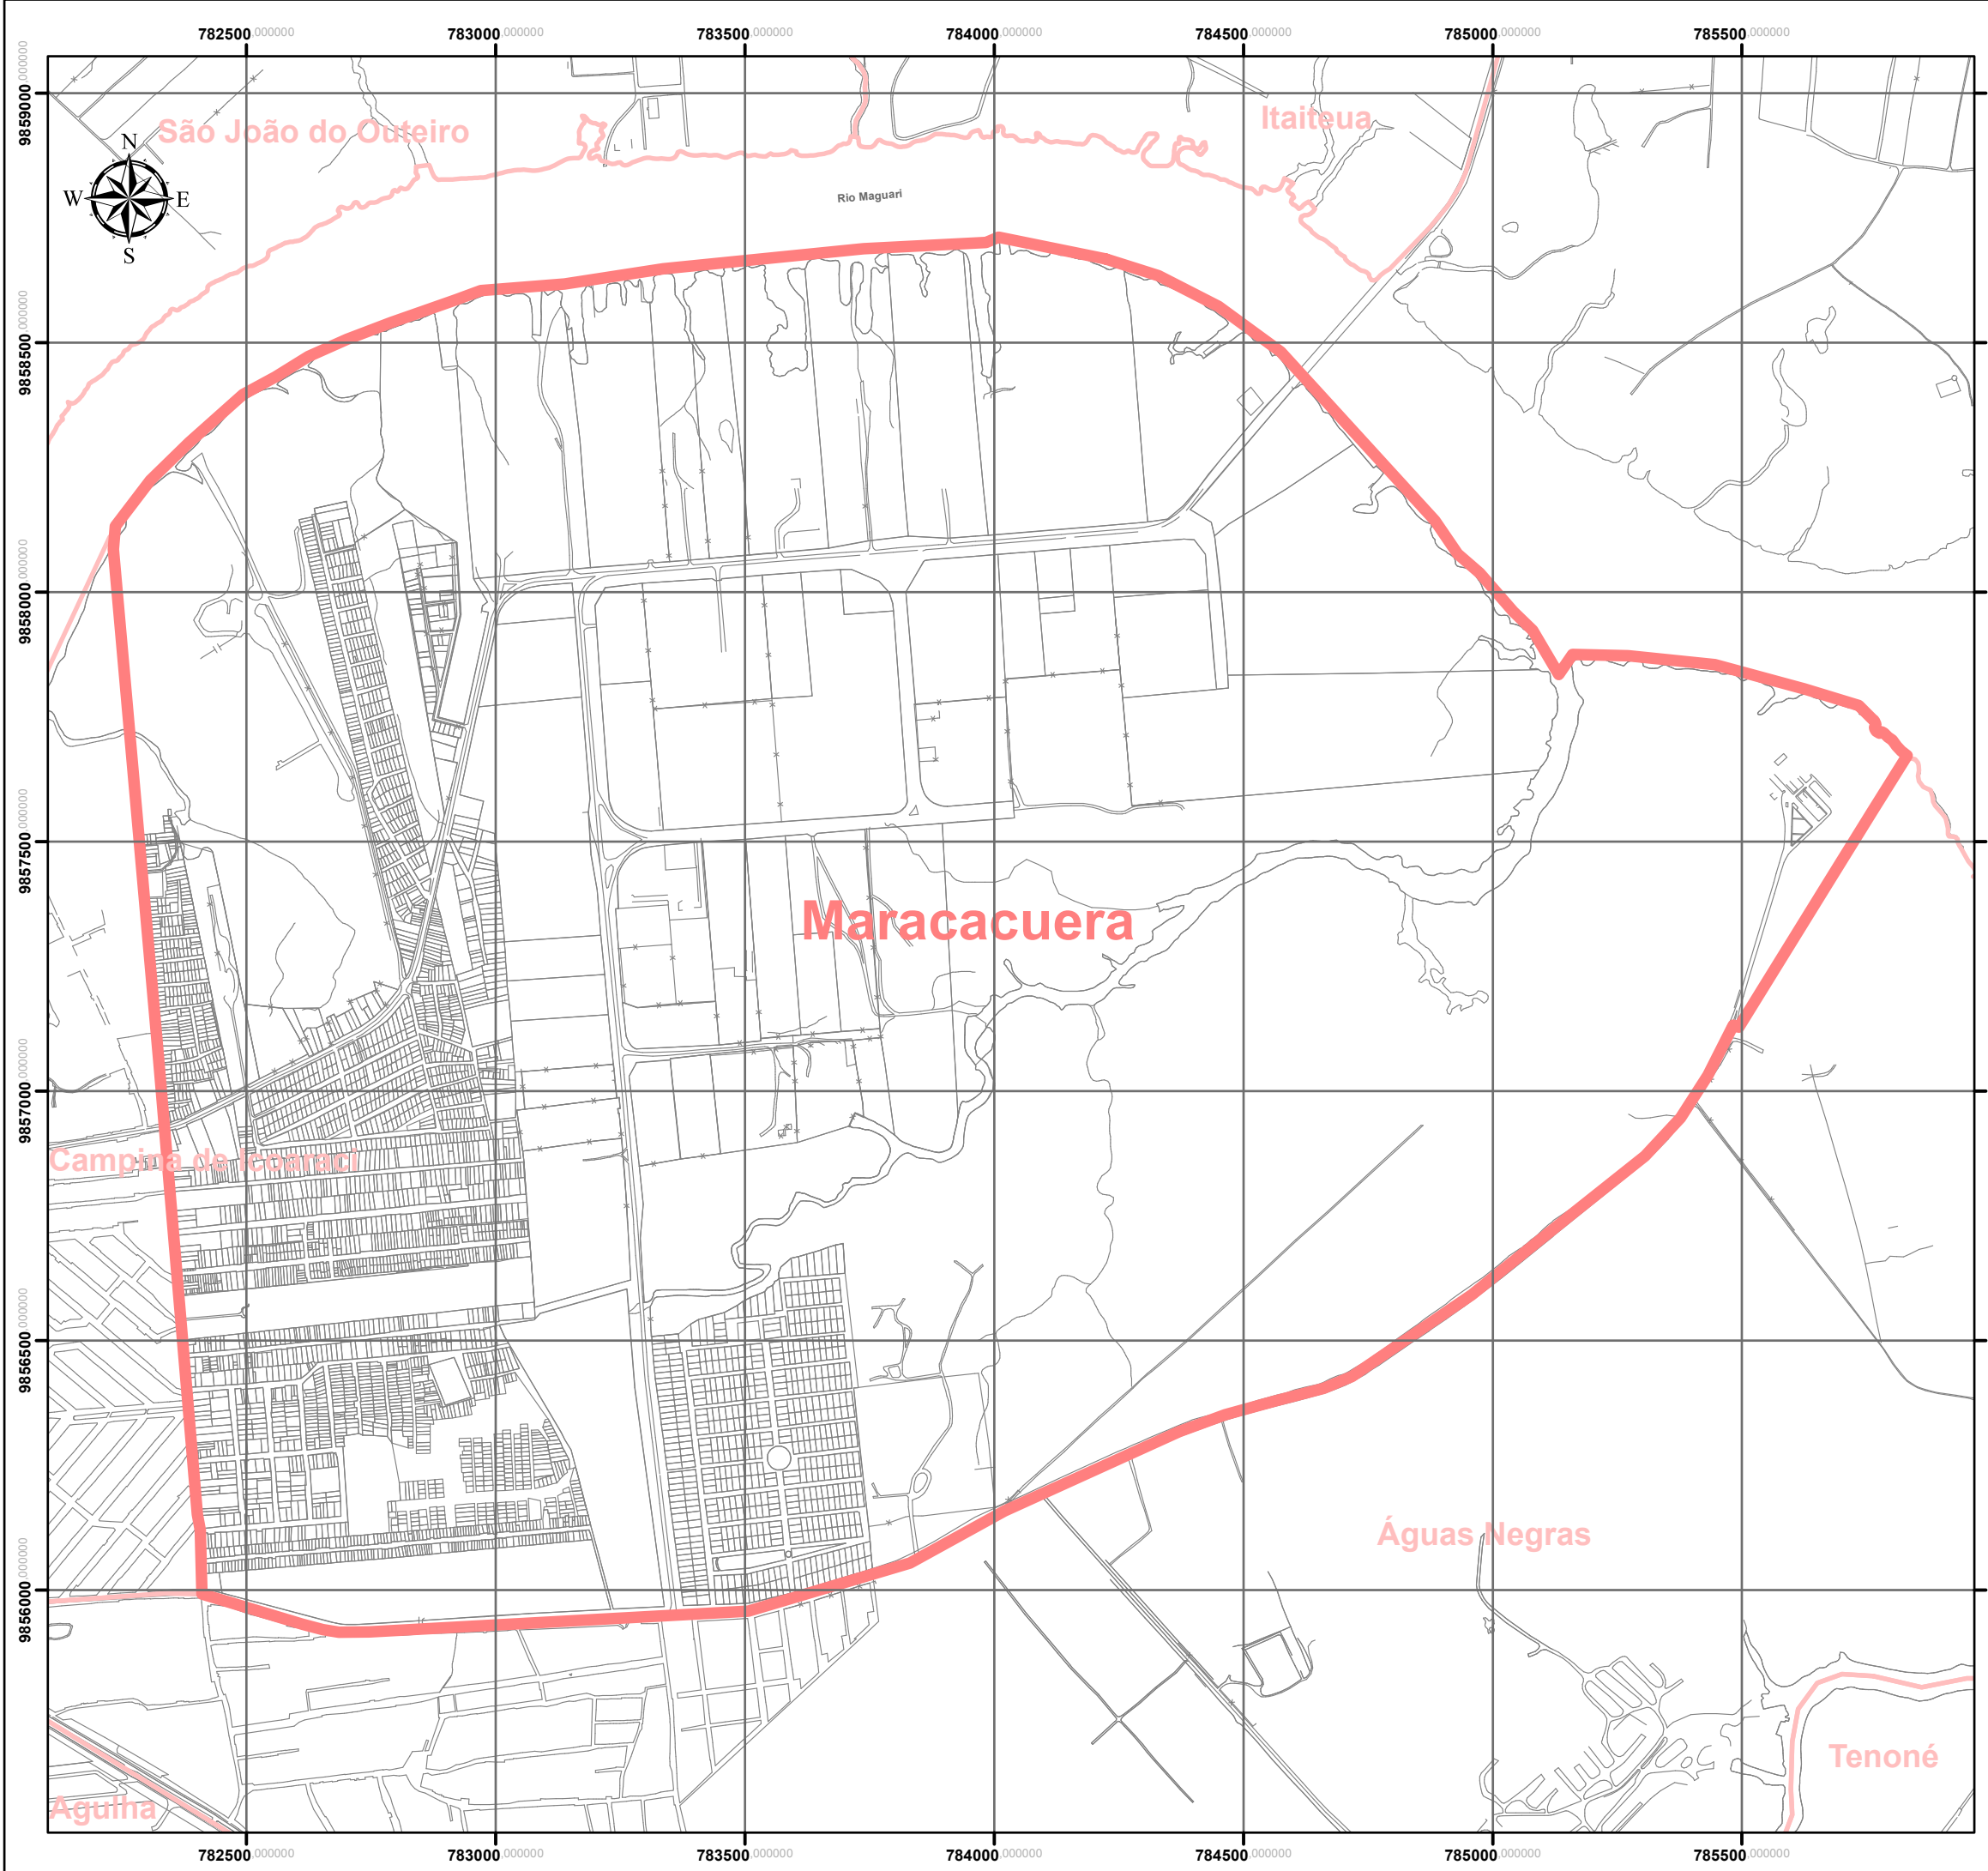 782500.000000 783000.000000 783500.000000 784000.000000 784500.000000 785000.000000 785500.000000
9859000.000000
São João do Outeiro
Itaiteua
N
W E
S
Rio Maguari
9858500.000000
9858000.000000
9857500.000000
Maracacuera
9857000.000000
Campina de Icoaraci
9856500.000000
Águas Negras
9856000.000000
Tenoné
Agulha
782500.000000 783000.000000 783500.000000 784000.000000 784500.000000 785000.000000 785500.000000